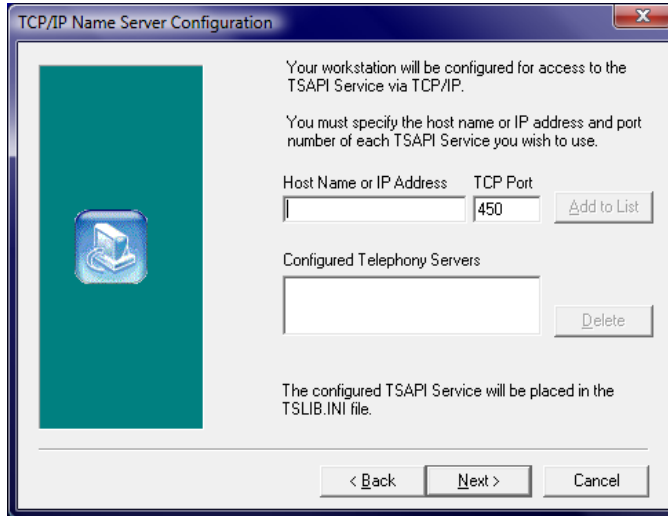 TCP/IP Name Server Configuration
Your workstation will be configured for access to the
TSAPI Service via TCP/IP.
You must specify the host name or IP address and port
number of each TSAPI Service you wish to use.
Host Name or IP Address TCP Port
450 Add to List
Configured Telephony Servers
Delete
The configured TSAPI Service will be placed in the
TSLIB.INI file.
< Back Next > Cancel